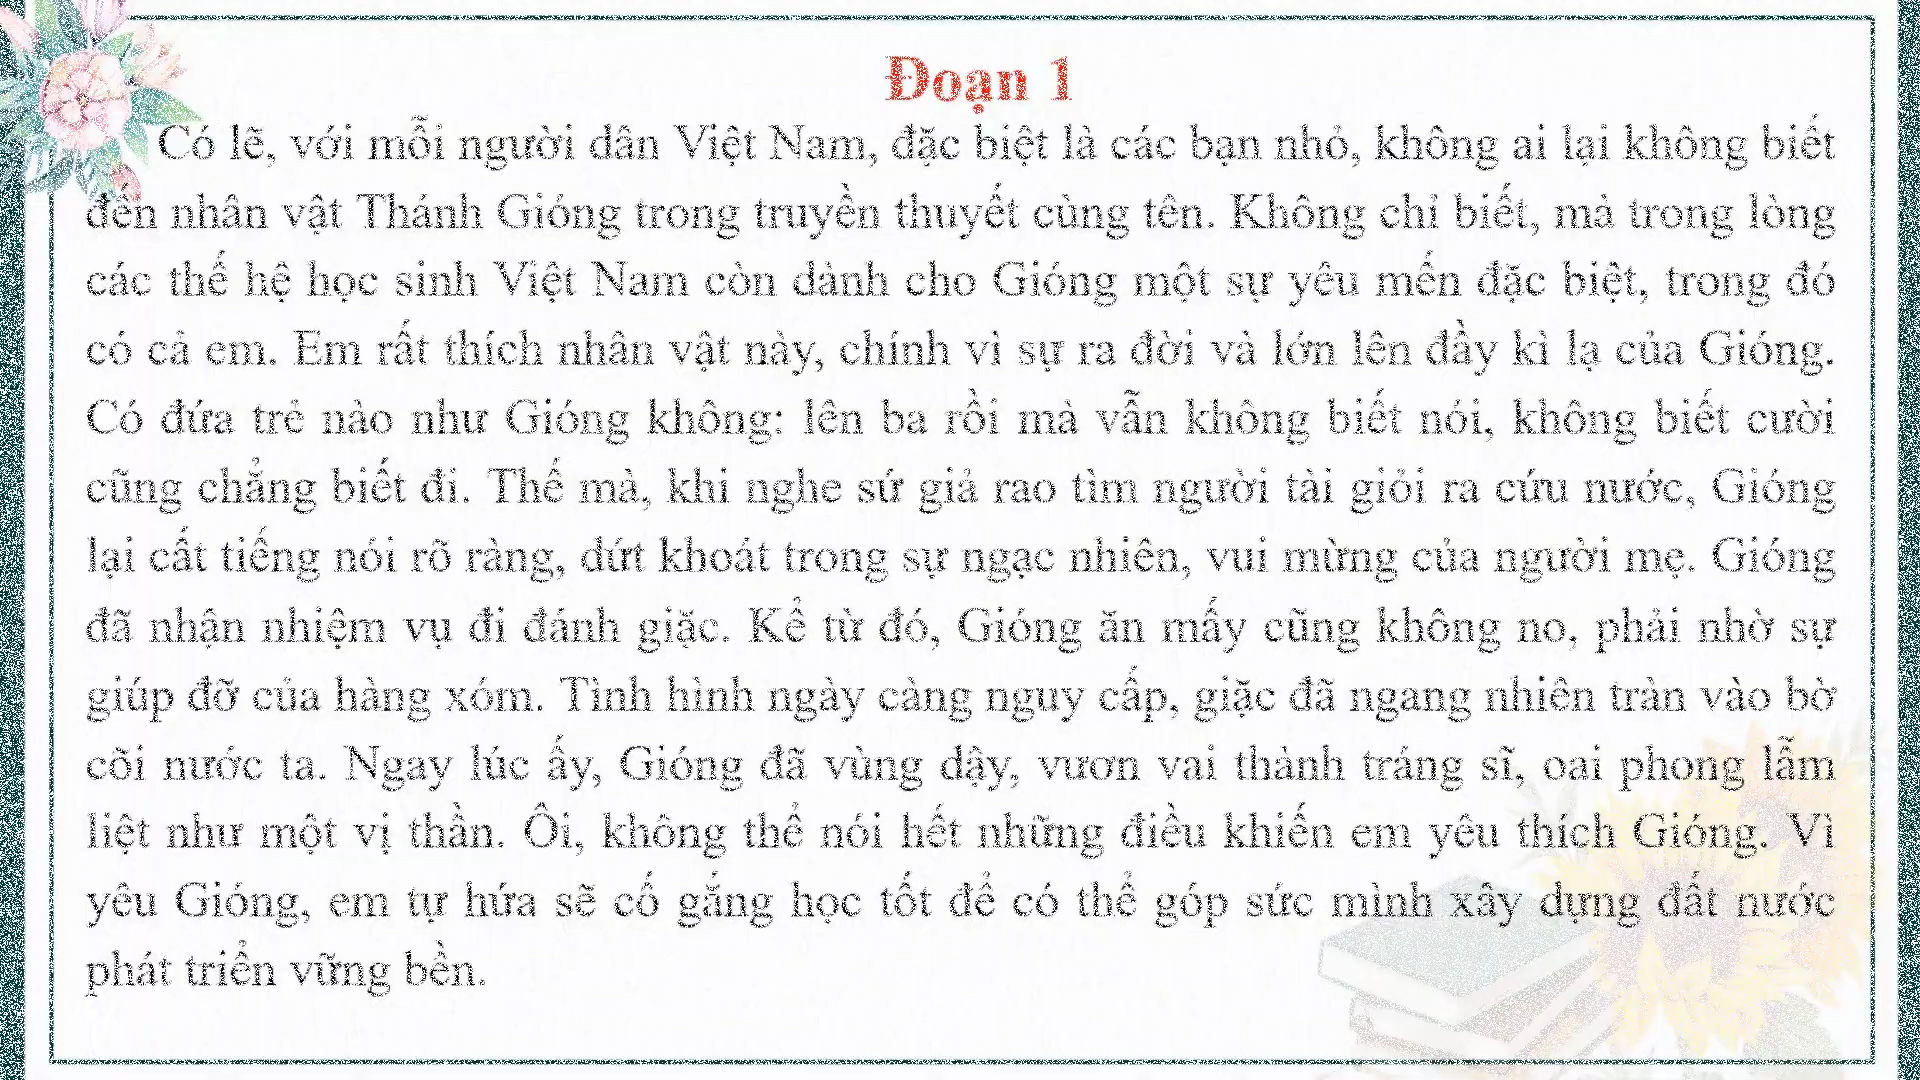 Đoạn 1
Có lẽ, với mỗi người dân Việt Nam, đặc biệt là các bạn nhỏ, không ai lại không biết
đến nhân vật Thánh Gióng trong truyền thuyết cùng tên. Không chỉ biết, mà trong lòng
các thế hệ học sinh Việt Nam còn dành cho Gióng một sự yêu mến đặc biệt, trong đó
có cả em. Em rất thích nhân vật này, chính vì sự ra đời và lớn lên đầy kì lạ của Gióng.
Có đứa trẻ nào như Gióng không: lên ba rồi mà vẫn không biết nói, không biết cười
cũng chẳng biết đi. Thế mà, khi nghe sứ giả rao tìm người tài giỏi ra cứu nước, Gióng
lại cất tiếng nói rõ ràng, dứt khoát trong sự ngạc nhiên, vui mừng của người mẹ. Gióng
đã nhận nhiệm vụ đi đánh giặc. Kể từ đó, Gióng ăn mấy cũng không no, phải nhờ sự
giúp đỡ của hàng xóm. Tình hình ngày càng nguy cấp, giặc đã ngang nhiên tràn vào bờ
cõi nước ta. Ngay lúc ấy, Gióng đã vùng dậy, vươn vai thành tráng sĩ, oai phong lẫm
liệt như một vị thần. Ôi, không thể nói hết những điều khiến em yêu thích Gióng. Vì
yêu Gióng, em tự hứa sẽ cố gắng học tốt để có thể góp sức mình xây dựng đất nước
phát triển vững bền.